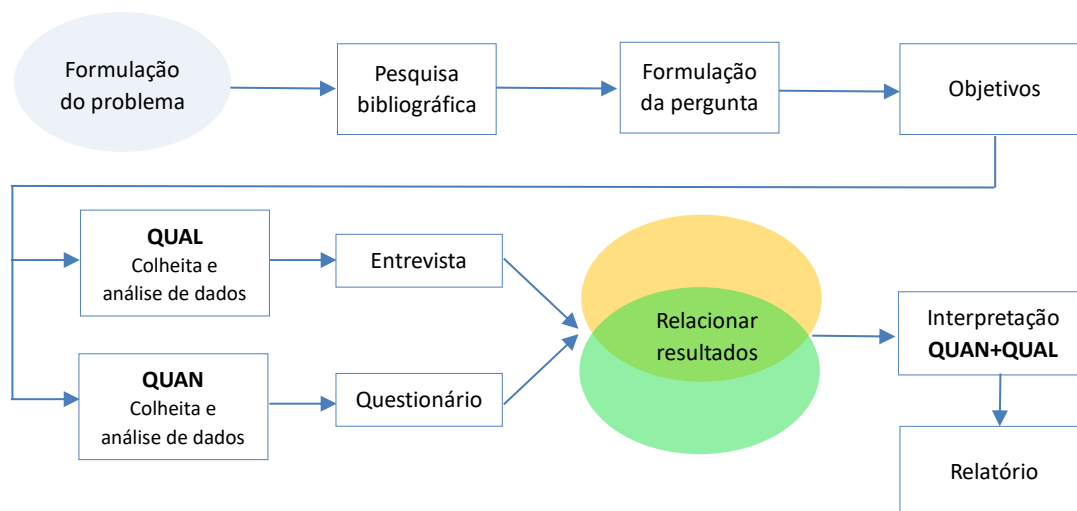 Formulação
do problema
Pesquisa
bibliográfica
Formulação
da pergunta
Objetivos
QUAL
Colheita e
análise de dados
Entrevista
Relacionar
resultados
Interpretação
QUAN+QUAL
QUAN
Colheita e
análise de dados
Questionário
Relatório